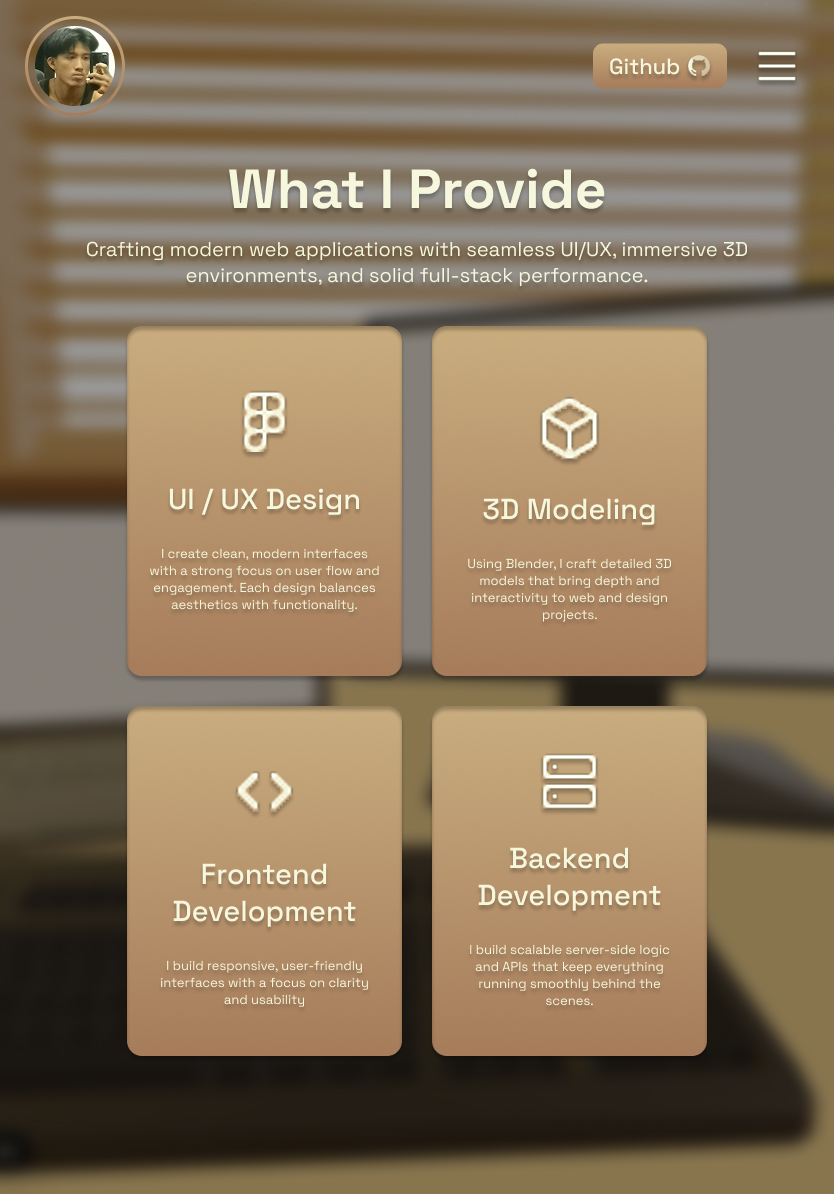 Github
What I Provide
Crafting modern web applications with seamless UI/UX, immersive 3D
environments, and solid full-stack performance.
UI / UX Design
I create clean, modern interfaces
with a strong focus on user flow and
engagement. Each design balances
aesthetics with functionality.
3D Modeling
Using Blender, I craft detailed 3D
models that bring depth and
interactivity to web and design
projects.
Frontend
Development
I build responsive, user-friendly
interfaces with a focus on clarity
and usability
Backend
Development
I build scalable server-side logic
and APIs that keep everything
running smoothly behind the
scenes.